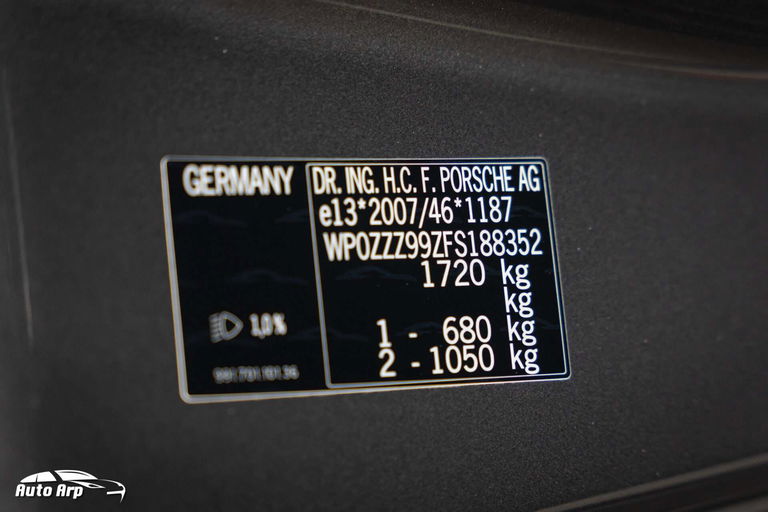 GERMANY
DR. ING. H.C. F. PORSCHE AG
e13*2007/46*1187
WP0ZZZ99ZFS188352
1720 kg
kg
1 - 680 kg
2 - 1050 kg
1,0%
Auto Arp